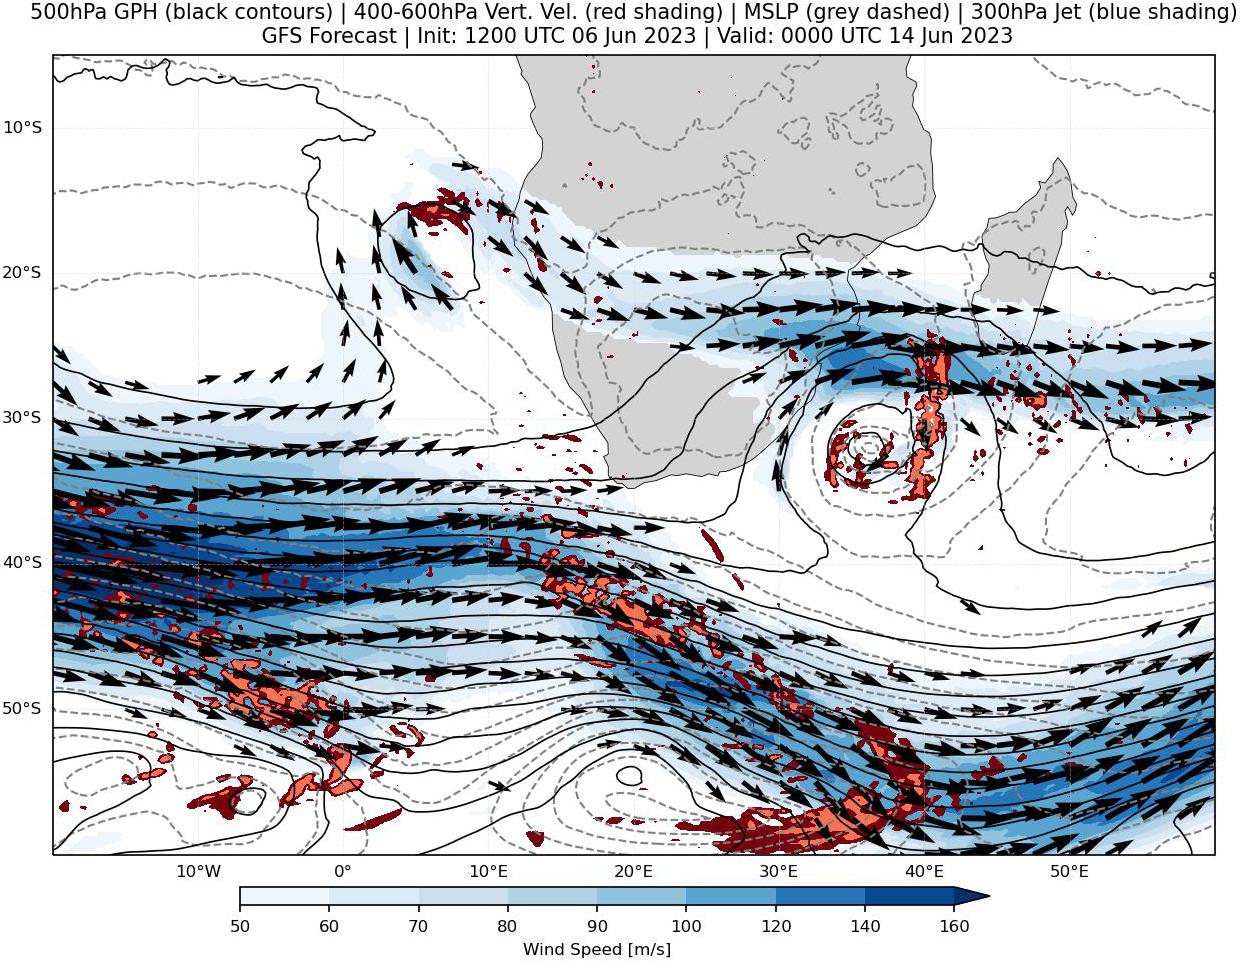 500hPa GPH (black contours) | 400-600hPa Vert. Vel. (red shading) | MSLP (grey dashed) | 300hPa Jet (blue shading)
GFS Forecast | Init: 1200 UTC 06 Jun 2023 | Valid: 0000 UTC 14 Jun 2023
10°S
20°S
30°S
40°S
50°S
10°W 0° 10°E 20°E 30°E 40°E 50°E
50 60 70 80 90 100 120 140 160
Wind Speed [m/s]